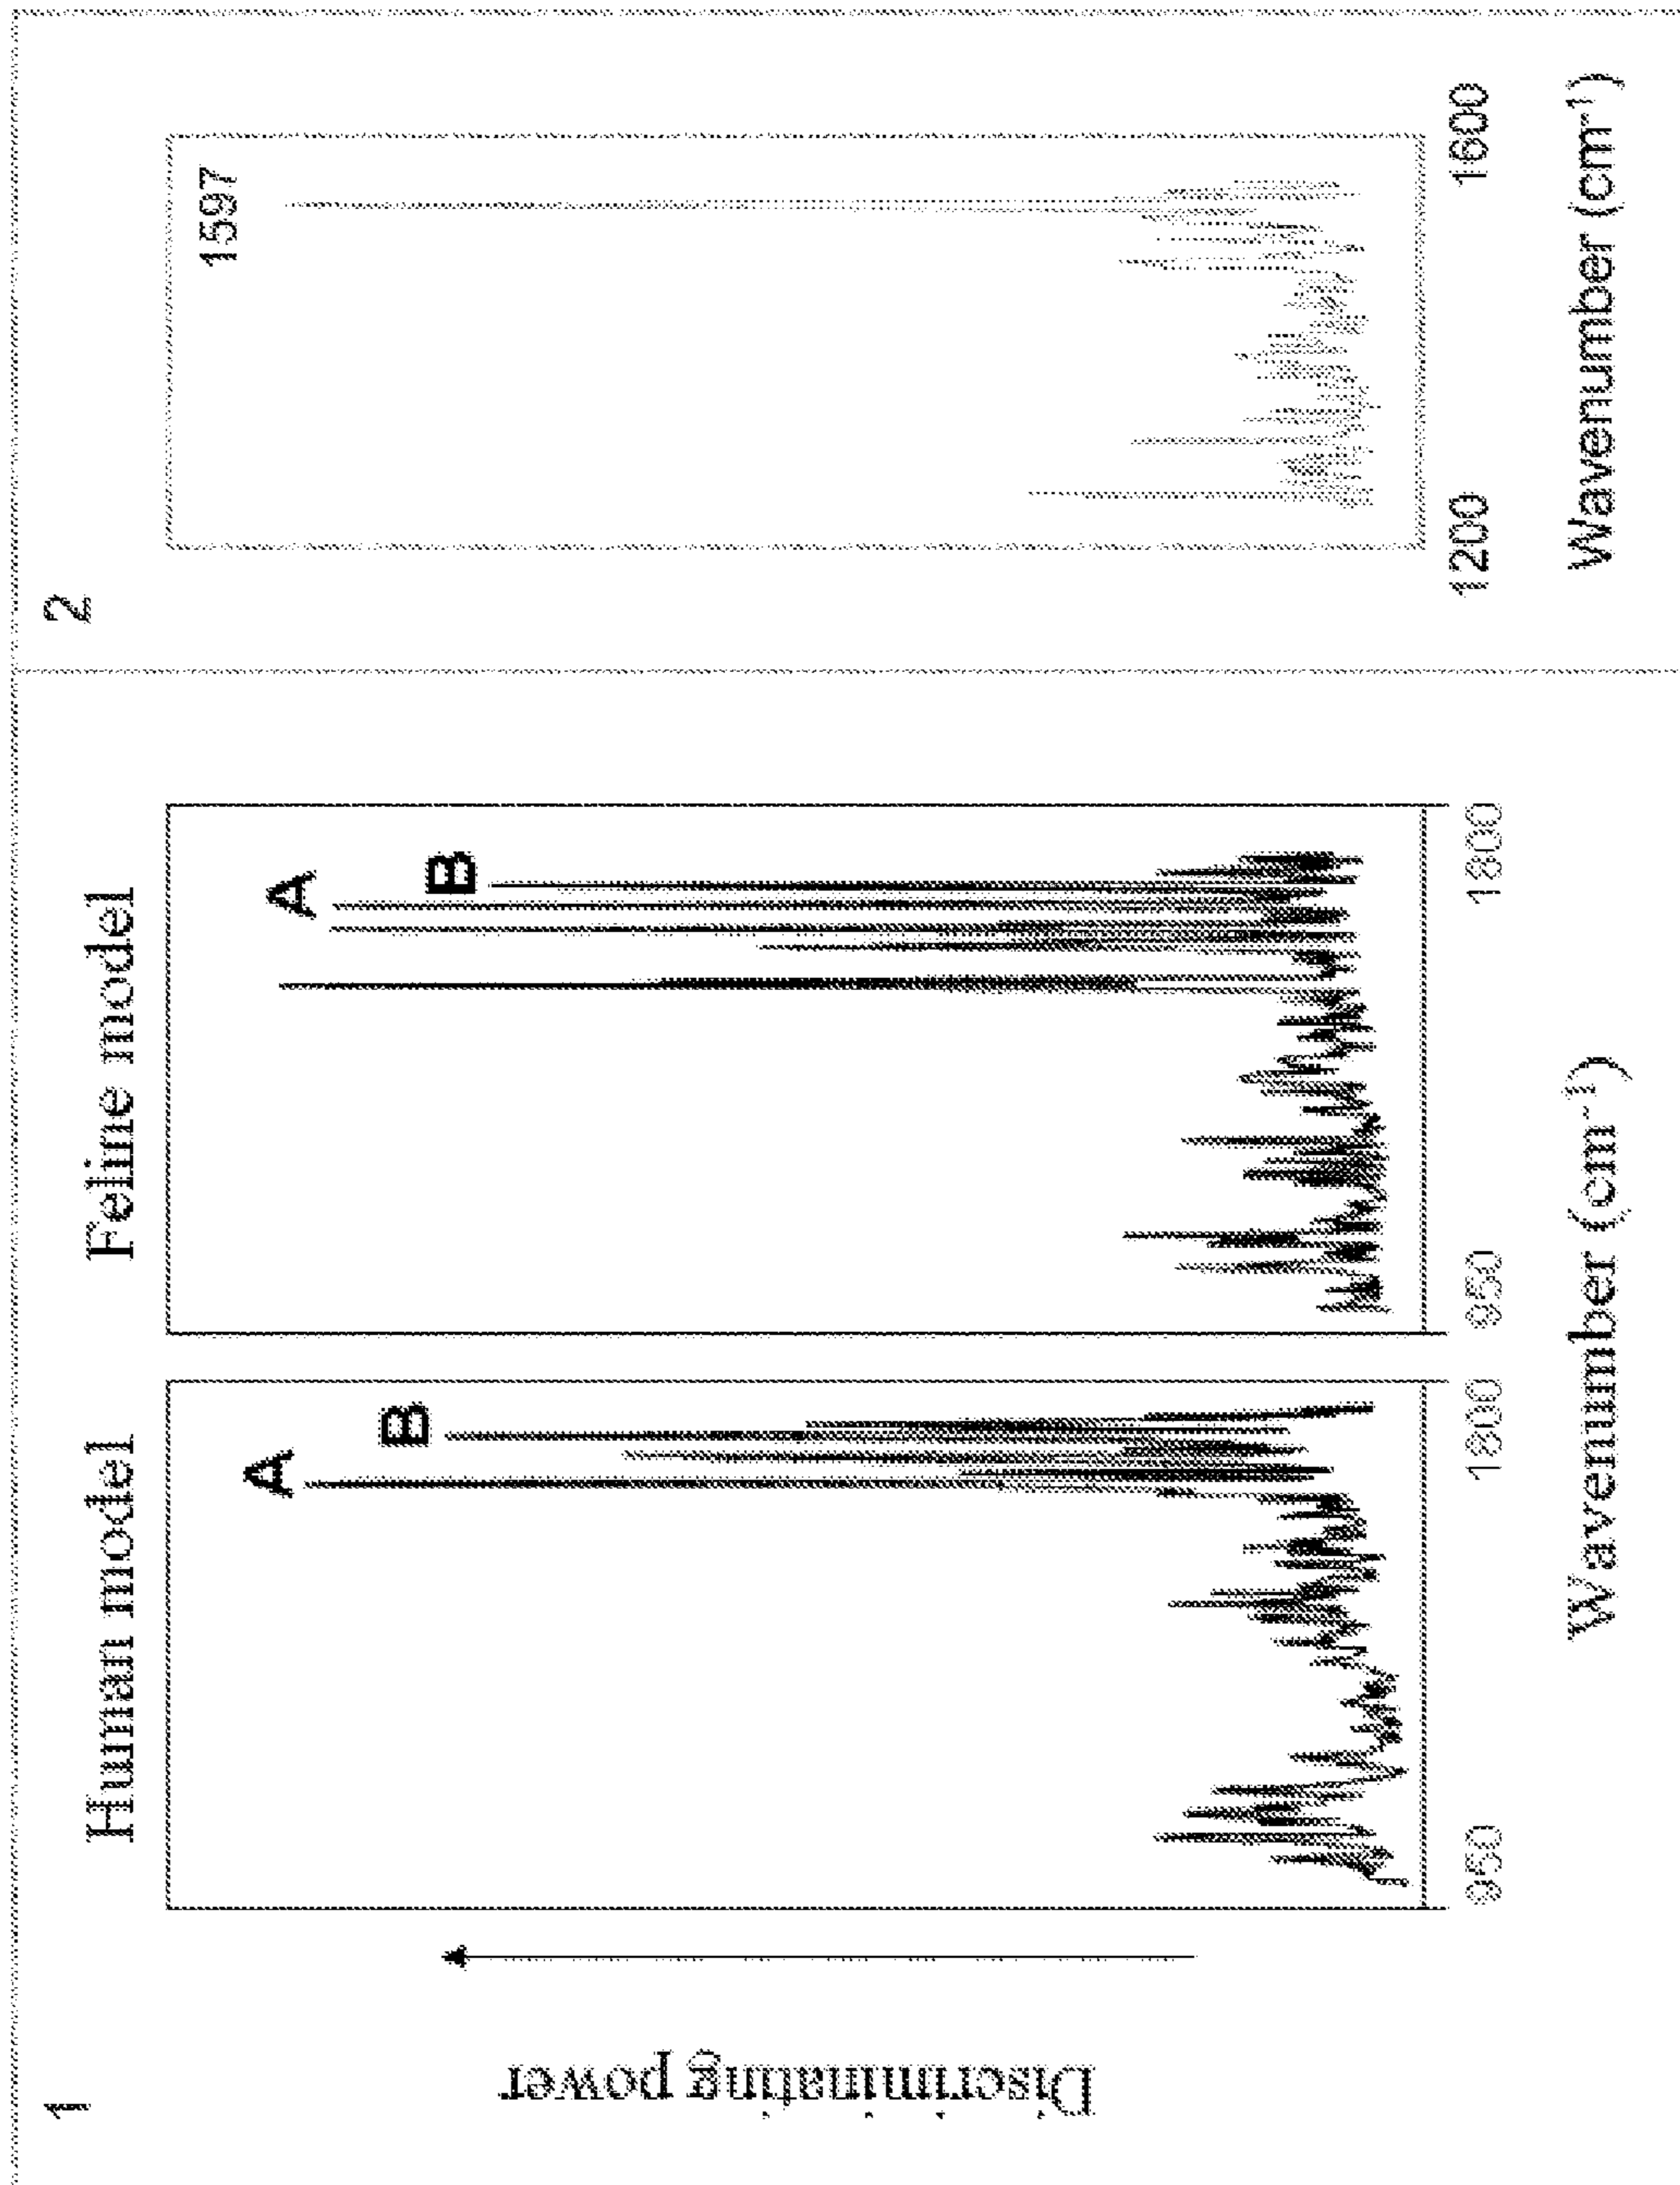 1
Human model
Feline model
A
B
A
B
Discriminating power
950
1800
950
1800
Wavenumber (cm⁻¹)
2
1597
1200
1600
Wavenumber (cm⁻¹)